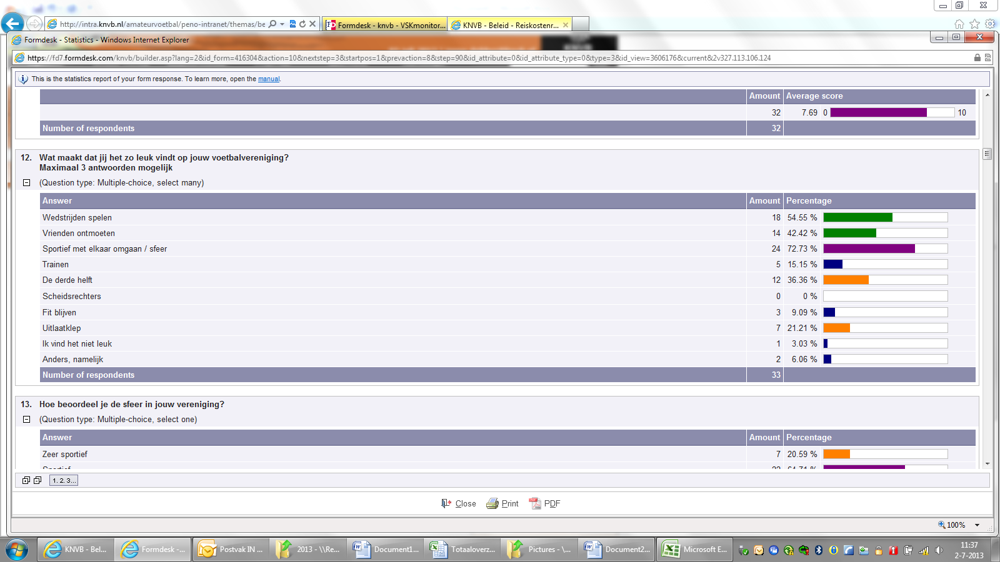 http://intra.knvb.nl/amateurvoetbal/peno-intranet/themas/be
Formdesk - knvb - VSKmonitor...
KNVB - Beleid - Reiskostenr...
Formdesk - Statistics - Windows Internet Explorer
https://fd7.formdesk.com/knvb/builder.asp?lang=2&id_form=416304&action=10&nextstep=3&startpos=1&prevaction=8&step=90&id_attribute=0&id_attribute_type=0&type=3&id_view=3606176&current&2v327.113.106.124
This is the statistics report of your form response. To learn more, open the manual.
Amount Average score
32 7.69 0 10
Number of respondents 32
12. Wat maakt dat jij het zo leuk vindt op jouw voetbalvereniging?
Maximaal 3 antwoorden mogelijk
(Question type: Multiple-choice, select many)
Answer Amount Percentage
Wedstrijden spelen 18 54.55 %
Vrienden ontmoeten 14 42.42 %
Sportief met elkaar omgaan / sfeer 24 72.73 %
Trainen 5 15.15 %
De derde helft 12 36.36 %
Scheidsrechters 0 0 %
Fit blijven 3 9.09 %
Uitlaatklep 7 21.21 %
Ik vind het niet leuk 1 3.03 %
Anders, namelijk 2 6.06 %
Number of respondents 33
13. Hoe beoordeel je de sfeer in jouw vereniging?
(Question type: Multiple-choice, select one)
Answer Amount Percentage
Zeer sportief 7 20.59 %
Sportief 22 64.71 %
1. 2. 3...
Close Print PDF
100%
KNVB - Bel... Formdesk -... Postvak IN ... 2013 - \\Re... Document1... Totaaloverz... Pictures - \... Document2... Microsoft E... 11:37
2-7-2013